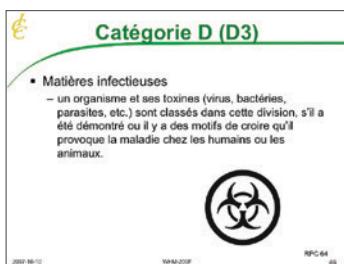 Catégorie D (D3)
▪ Matières infectieuses
– un organisme et ses toxines (virus, bactéries,
parasites, etc.) sont classés dans cette division, s'il a
été démontré ou il y a des motifs de croire qu'il
provoque la maladie chez les humains ou les
animaux.
RPC 64